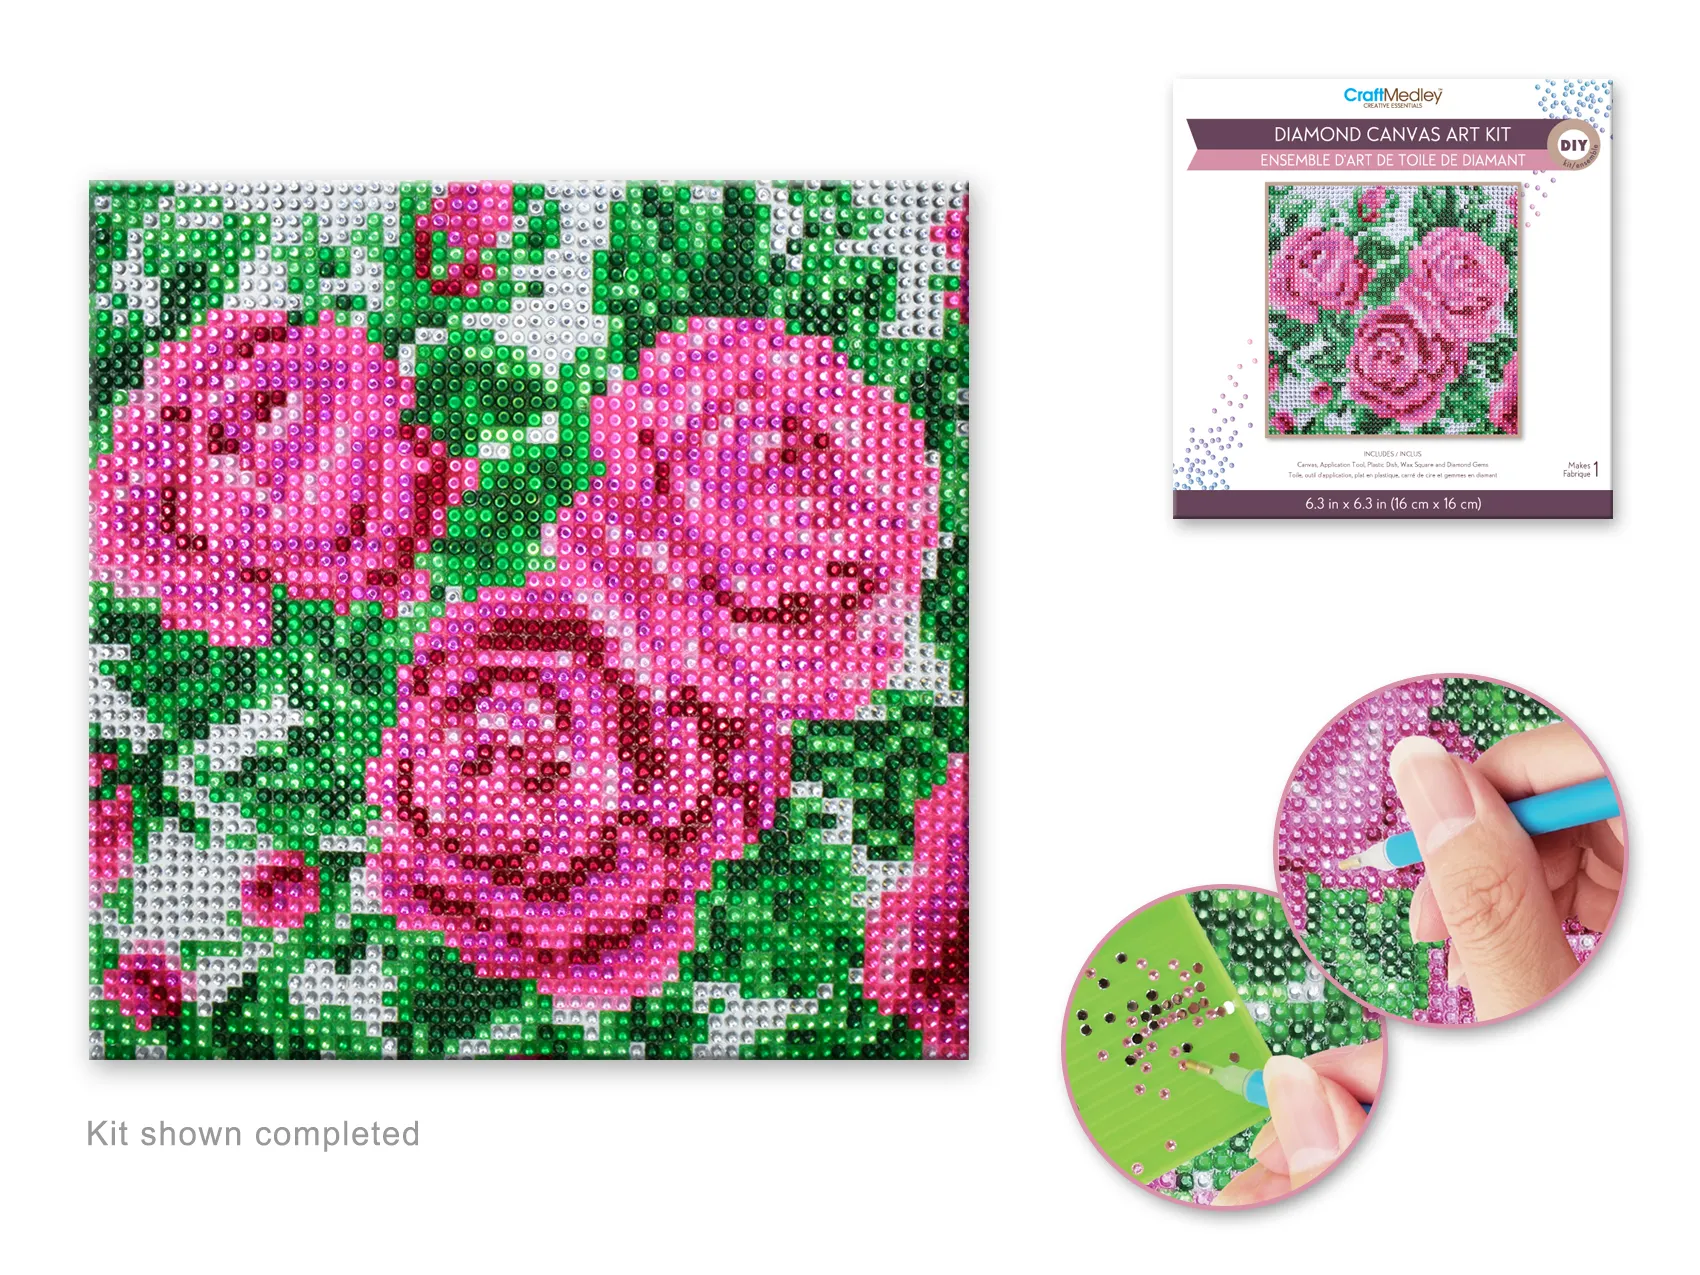 CraftMedley™
CREATIVE ESSENTIALS
DIAMOND CANVAS ART KIT
ENSEMBLE D'ART DE TOILE DE DIAMANT
DIY
kit/ensemble
INCLUDES / INCLUS
Canvas, Application Tool, Plastic Dish, Wax Square and Diamond Gems
Toile, outil d'application, plat en plastique, carré de cire et gemmes en diamant
Makes
Fabrique 1
6.3 in x 6.3 in (16 cm x 16 cm)
Kit shown completed